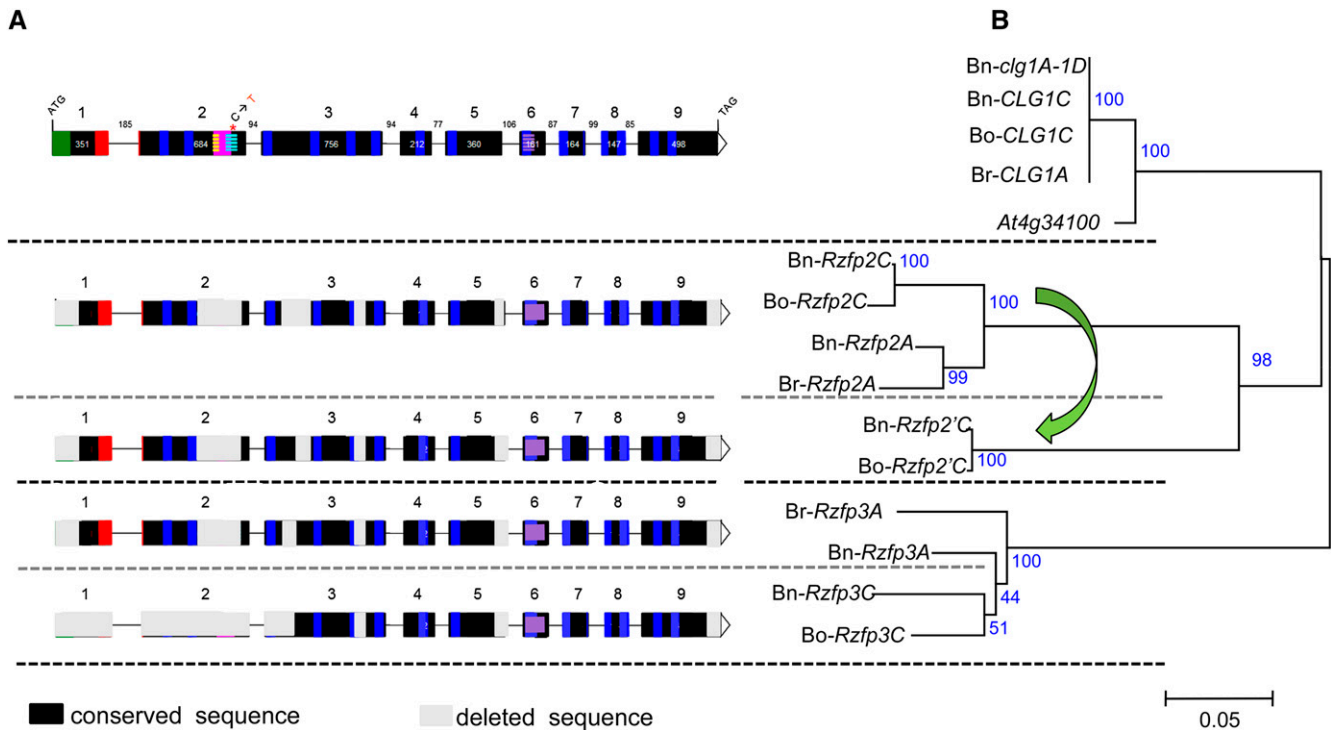 A
B
ATG
1 2 3 4 5 6 7 8 9
TAG
C → T
*
185 94 94 77 106 87 99 85
351 684 756 212 360 161 164 147 498
Bn-clg1A-1D
Bn-CLG1C
100
Bo-CLG1C
100
Br-CLG1A
At4g34100
1 2 3 4 5 6 7 8 9
Bn-Rzfp2C 100
Bo-Rzfp2C
100
Bn-Rzfp2A
99
Br-Rzfp2A
98
1 2 3 4 5 6 7 8 9
Bn-Rzfp2'C
100
Bo-Rzfp2'C
1 2 3 4 5 6 7 8 9
Br-Rzfp3A
Bn-Rzfp3A
100
1 2 3 4 5 6 7 8 9
Bn-Rzfp3C
44
Bo-Rzfp3C
51
conserved sequence
deleted sequence
0.05